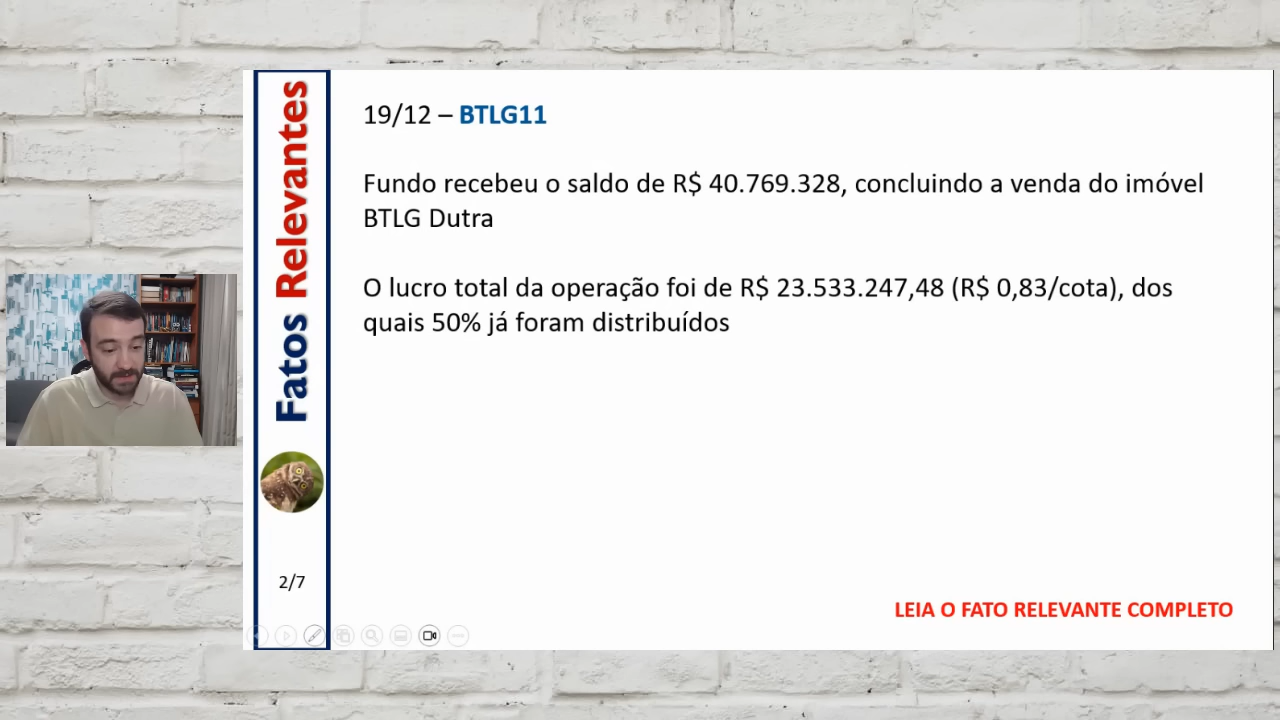 Fatos Relevantes
19/12 – BTLG11
Fundo recebeu o saldo de R$ 40.769.328, concluindo a venda do imóvel
BTLG Dutra
O lucro total da operação foi de R$ 23.533.247,48 (R$ 0,83/cota), dos
quais 50% já foram distribuídos
2/7
LEIA O FATO RELEVANTE COMPLETO